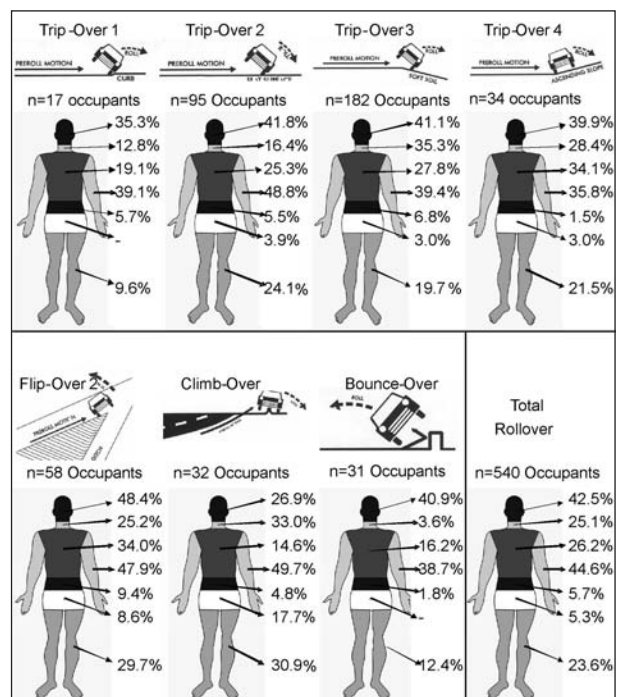 Trip-Over 1
ROLL
PREROLL MOTION
CURB
n=17 occupants
35.3%
12.8%
19.1%
39.1%
5.7%
-
9.6%
Trip-Over 2
ROLL
PREROLL MOTION
n=95 Occupants
41.8%
16.4%
25.3%
48.8%
5.5%
3.9%
24.1%
Trip-Over3
ROLL
PREROLL MOTION
SOFT SOIL
n=182 Occupants
41.1%
35.3%
27.8%
39.4%
6.8%
3.0%
19.7%
Trip-Over 4
ROLL
PREROLL MOTION
ASCENDING SLOPE
n=34 occupants
39.9%
28.4%
34.1%
35.8%
1.5%
3.0%
21.5%
Flip-Over 2
PREROLL MOTION
DITCH
n=58 Occupants
48.4%
25.2%
34.0%
47.9%
9.4%
8.6%
29.7%
Climb-Over
n=32 Occupants
26.9%
33.0%
14.6%
49.7%
4.8%
17.7%
30.9%
Bounce-Over
ROLL
n=31 Occupants
40.9%
3.6%
16.2%
38.7%
1.8%
-
12.4%
Total
Rollover
n=540 Occupants
42.5%
25.1%
26.2%
44.6%
5.7%
5.3%
23.6%